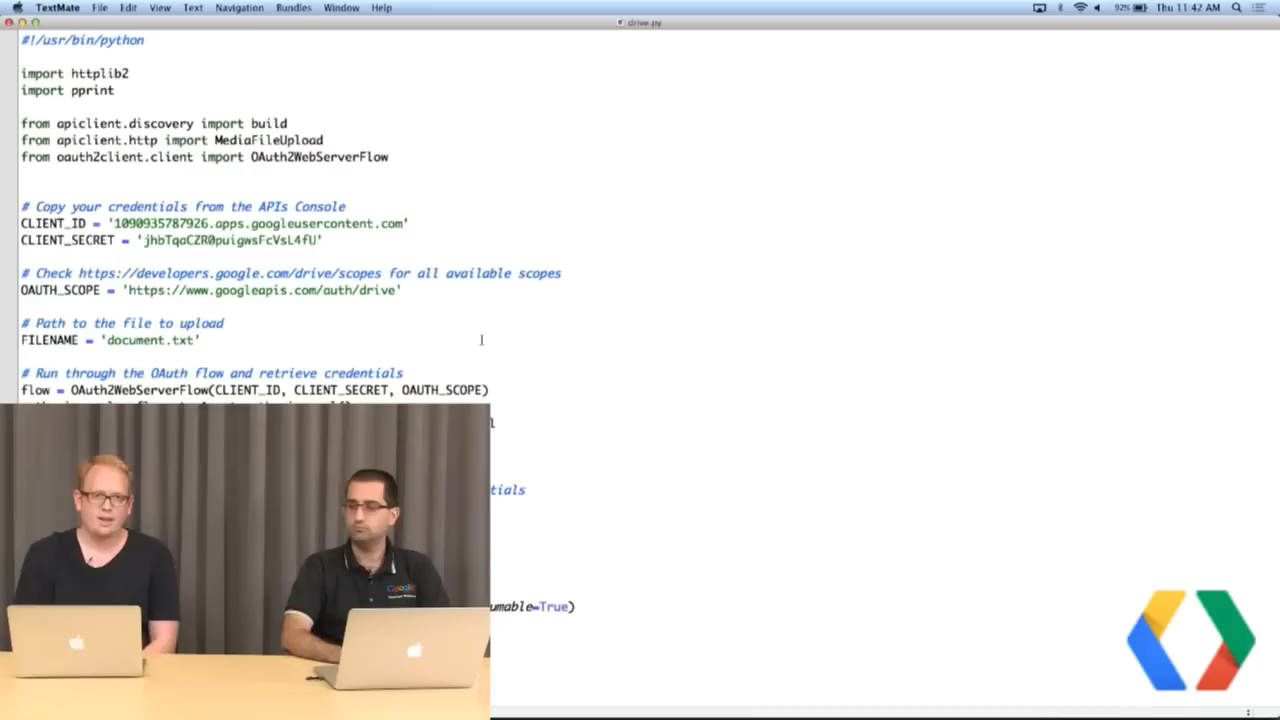 TextMate File Edit View Text Navigation Bundles Window Help 92% Thu 11:42 AM
drive.py
#!/usr/bin/python
import httplib2
import pprint
from apiclient.discovery import build
from apiclient.http import MediaFileUpload
from oauth2client.client import OAuth2WebServerFlow
# Copy your credentials from the APIs Console
CLIENT_ID = '1090935787926.apps.googleusercontent.com'
CLIENT_SECRET = 'jhbTqaCZR0puigwsFcVsL4fU'
# Check https://developers.google.com/drive/scopes for all available scopes
OAUTH_SCOPE = 'https://www.googleapis.com/auth/drive'
# Path to the file to upload
FILENAME = 'document.txt'
# Run through the OAuth flow and retrieve credentials
flow = OAuth2WebServerFlow(CLIENT_ID, CLIENT_SECRET, OAUTH_SCOPE)
l
tials
umable=True)
Google